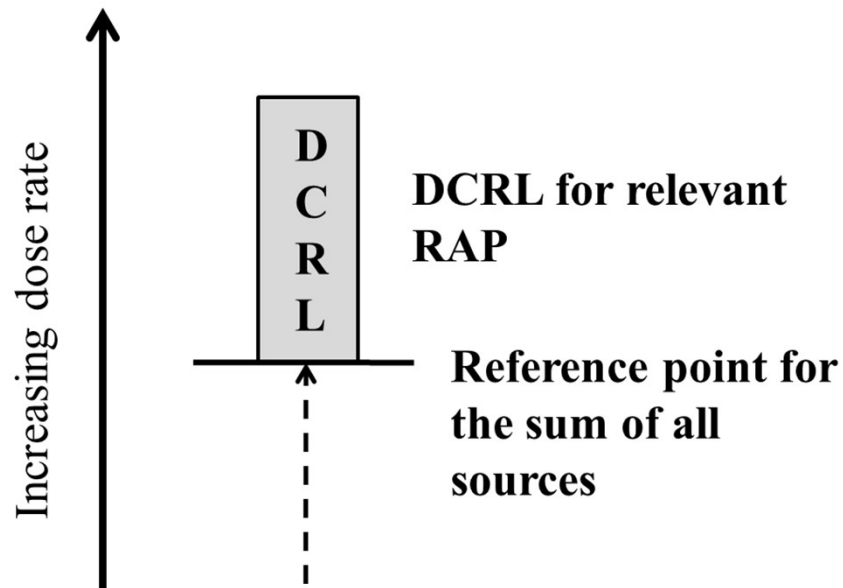 Increasing dose rate
D
C
R
L
DCRL for relevant
RAP
Reference point for
the sum of all
sources